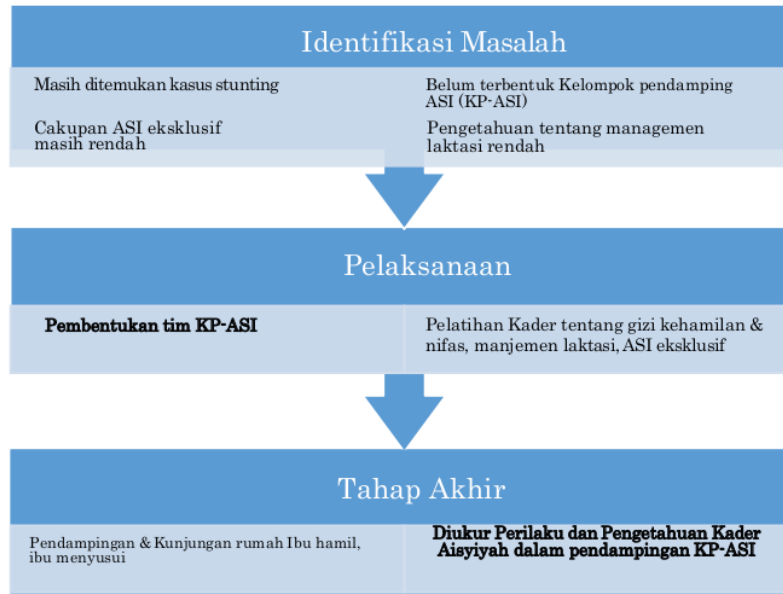 Identifikasi Masalah
Masih ditemukan kasus stunting
Belum terbentuk Kelompok pendamping
ASI (KP-ASI)
Cakupan ASI eksklusif
masih rendah
Pengetahuan tentang managemen
laktasi rendah
Pelaksanaan
Pembentukan tim KP-ASI
Pelatihan Kader tentang gizi kehamilan &
nifas, manjemen laktasi, ASI eksklusif
Tahap Akhir
Pendampingan & Kunjungan rumah Ibu hamil,
ibu menyusui
Diukur Perilaku dan Pengetahuan Kader
Aisyiyah dalam pendampingan KP-ASI